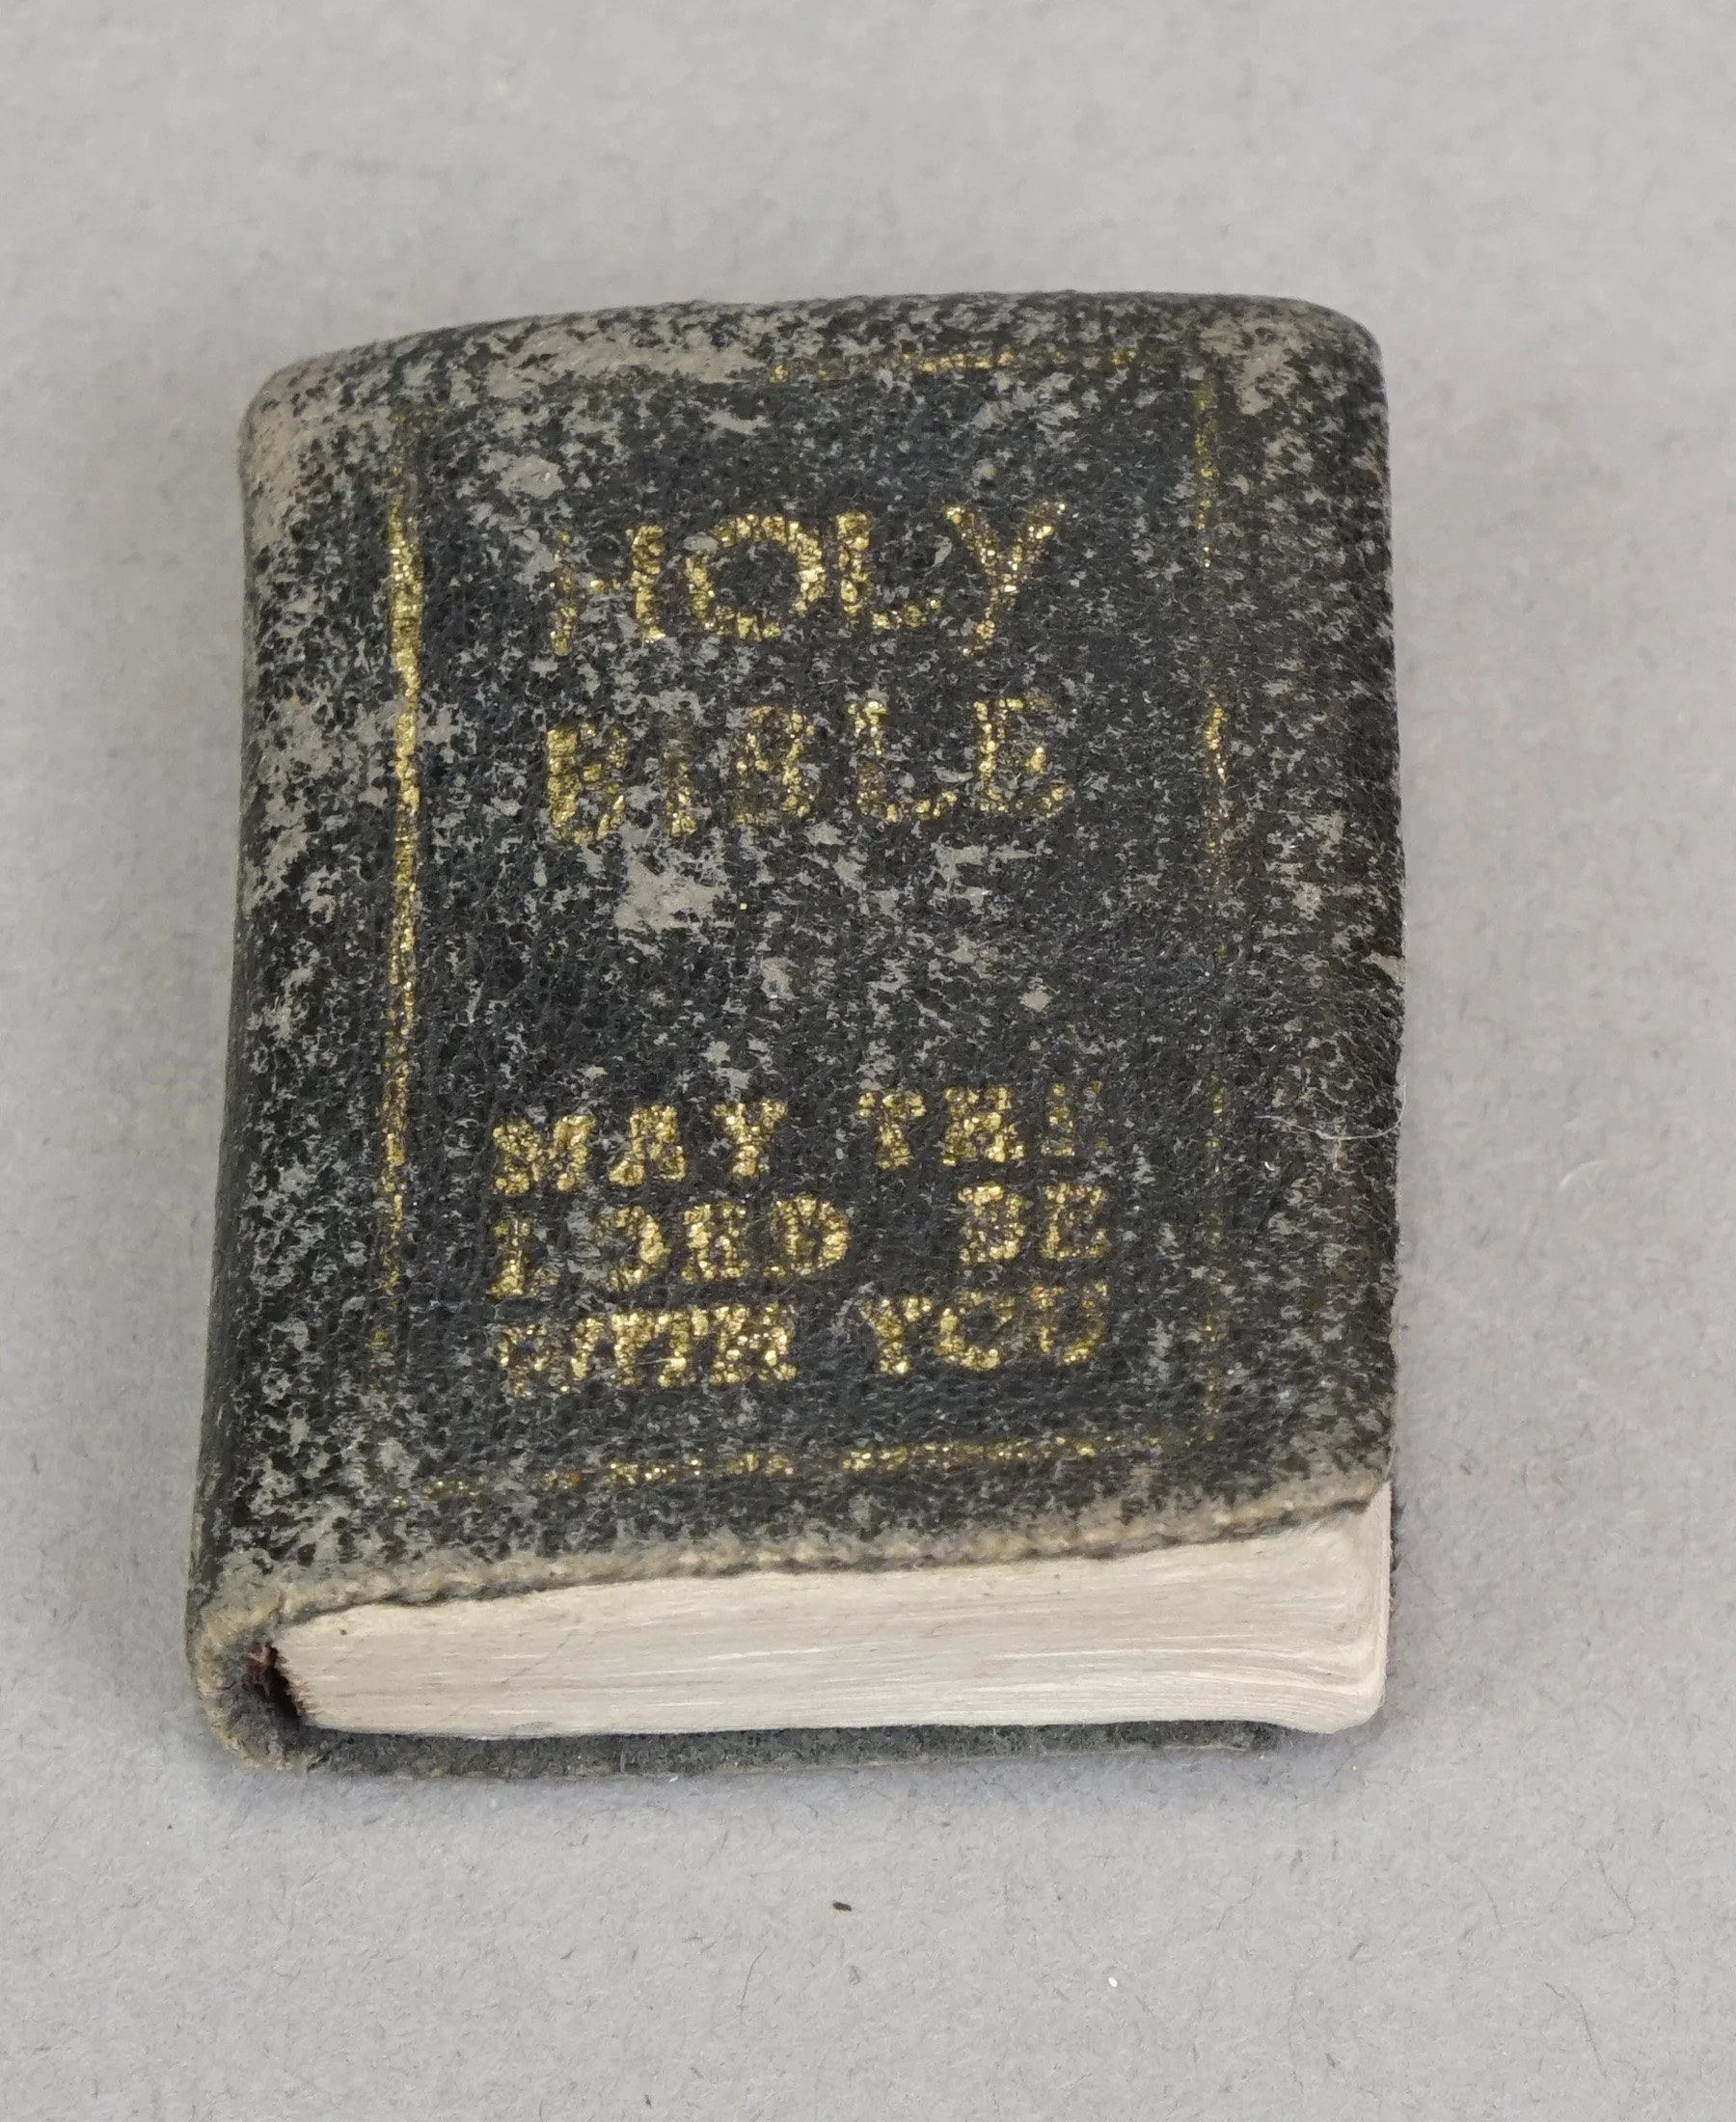 HOLY
BIBLE
MAY THE
LORD BE
WITH YOU